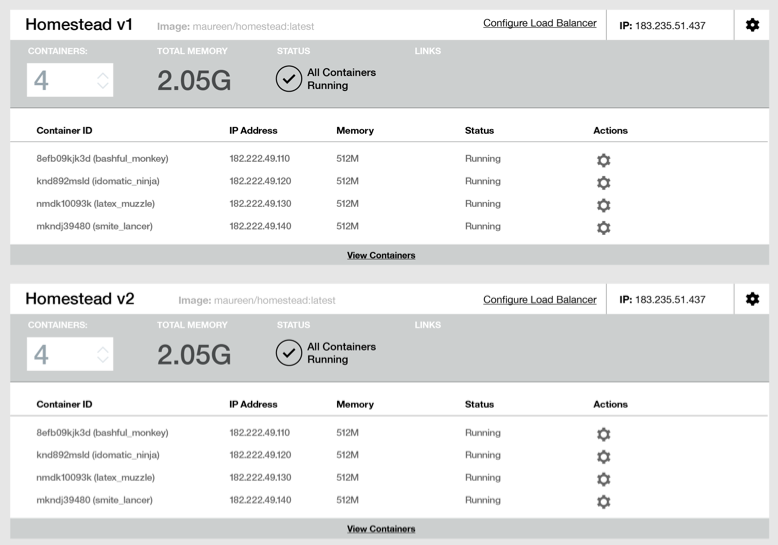 Homestead v1 Image: maureen/homestead:latest Configure Load Balancer IP: 183.235.51.437
CONTAINERS: TOTAL MEMORY STATUS LINKS
4 2.05G All Containers
Running
Container ID IP Address Memory Status Actions
8efb09kjk3d (bashful_monkey) 182.222.49.110 512M Running
knd892msld (idomatic_ninja) 182.222.49.120 512M Running
nmdk10093k (latex_muzzle) 182.222.49.130 512M Running
mkndj39480 (smite_lancer) 182.222.49.140 512M Running
View Containers
Homestead v2 Image: maureen/homestead:latest Configure Load Balancer IP: 183.235.51.437
CONTAINERS: TOTAL MEMORY STATUS LINKS
4 2.05G All Containers
Running
Container ID IP Address Memory Status Actions
8efb09kjk3d (bashful_monkey) 182.222.49.110 512M Running
knd892msld (idomatic_ninja) 182.222.49.120 512M Running
nmdk10093k (latex_muzzle) 182.222.49.130 512M Running
mkndj39480 (smite_lancer) 182.222.49.140 512M Running
View Containers